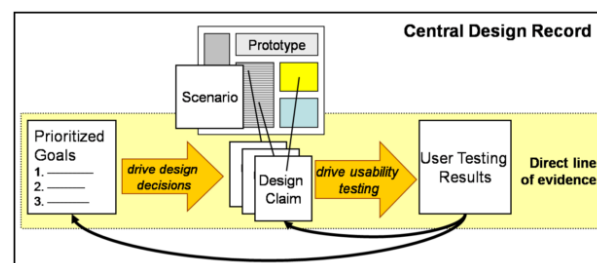 Central Design Record
Prototype
Scenario
Prioritized
Goals
1.
2.
3.
drive design
decisions
Design
Claim
drive usability
testing
User Testing
Results
Direct line
of evidence